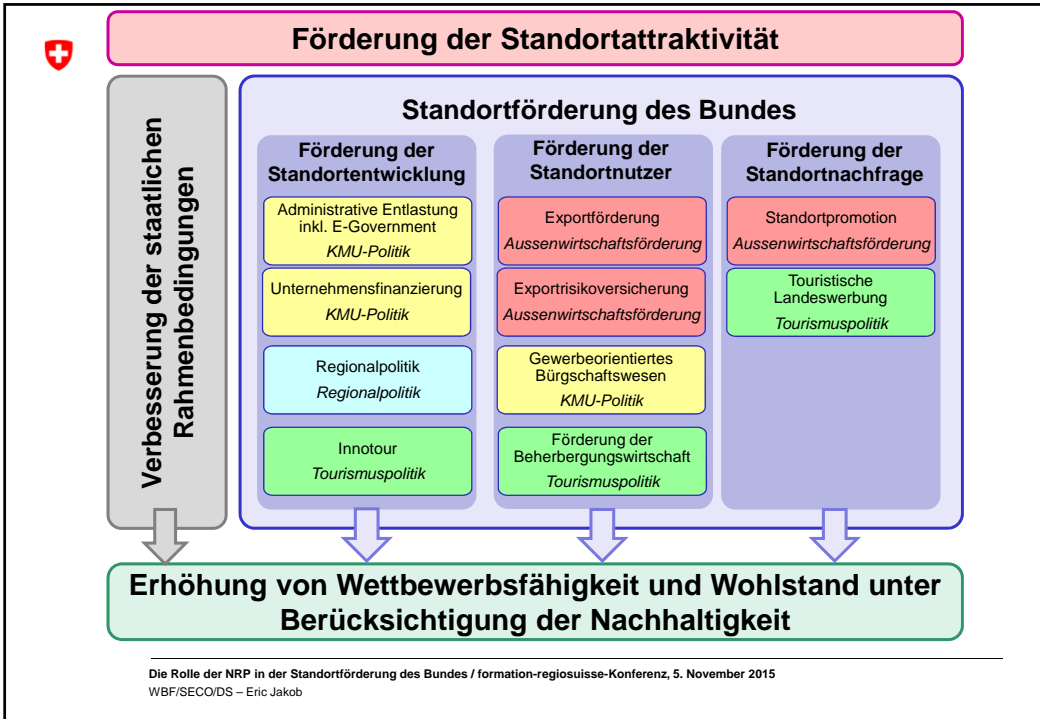 Förderung der Standortattraktivität
Verbesserung der staatlichen
Rahmenbedingungen
Standortförderung des Bundes
Förderung der
Standortentwicklung
Administrative Entlastung
inkl. E-Government
KMU-Politik
Unternehmensfinanzierung
KMU-Politik
Regionalpolitik
Regionalpolitik
Innotour
Tourismuspolitik
Förderung der
Standortnutzer
Exportförderung
Aussenwirtschaftsförderung
Exportrisikoversicherung
Aussenwirtschaftsförderung
Gewerbeorientiertes
Bürgschaftswesen
KMU-Politik
Förderung der
Beherbergungswirtschaft
Tourismuspolitik
Förderung der
Standortnachfrage
Standortpromotion
Aussenwirtschaftsförderung
Touristische
Landeswerbung
Tourismuspolitik
Erhöhung von Wettbewerbsfähigkeit und Wohlstand unter
Berücksichtigung der Nachhaltigkeit
Die Rolle der NRP in der Standortförderung des Bundes / formation-regiosuisse-Konferenz, 5. November 2015
WBF/SECO/DS – Eric Jakob